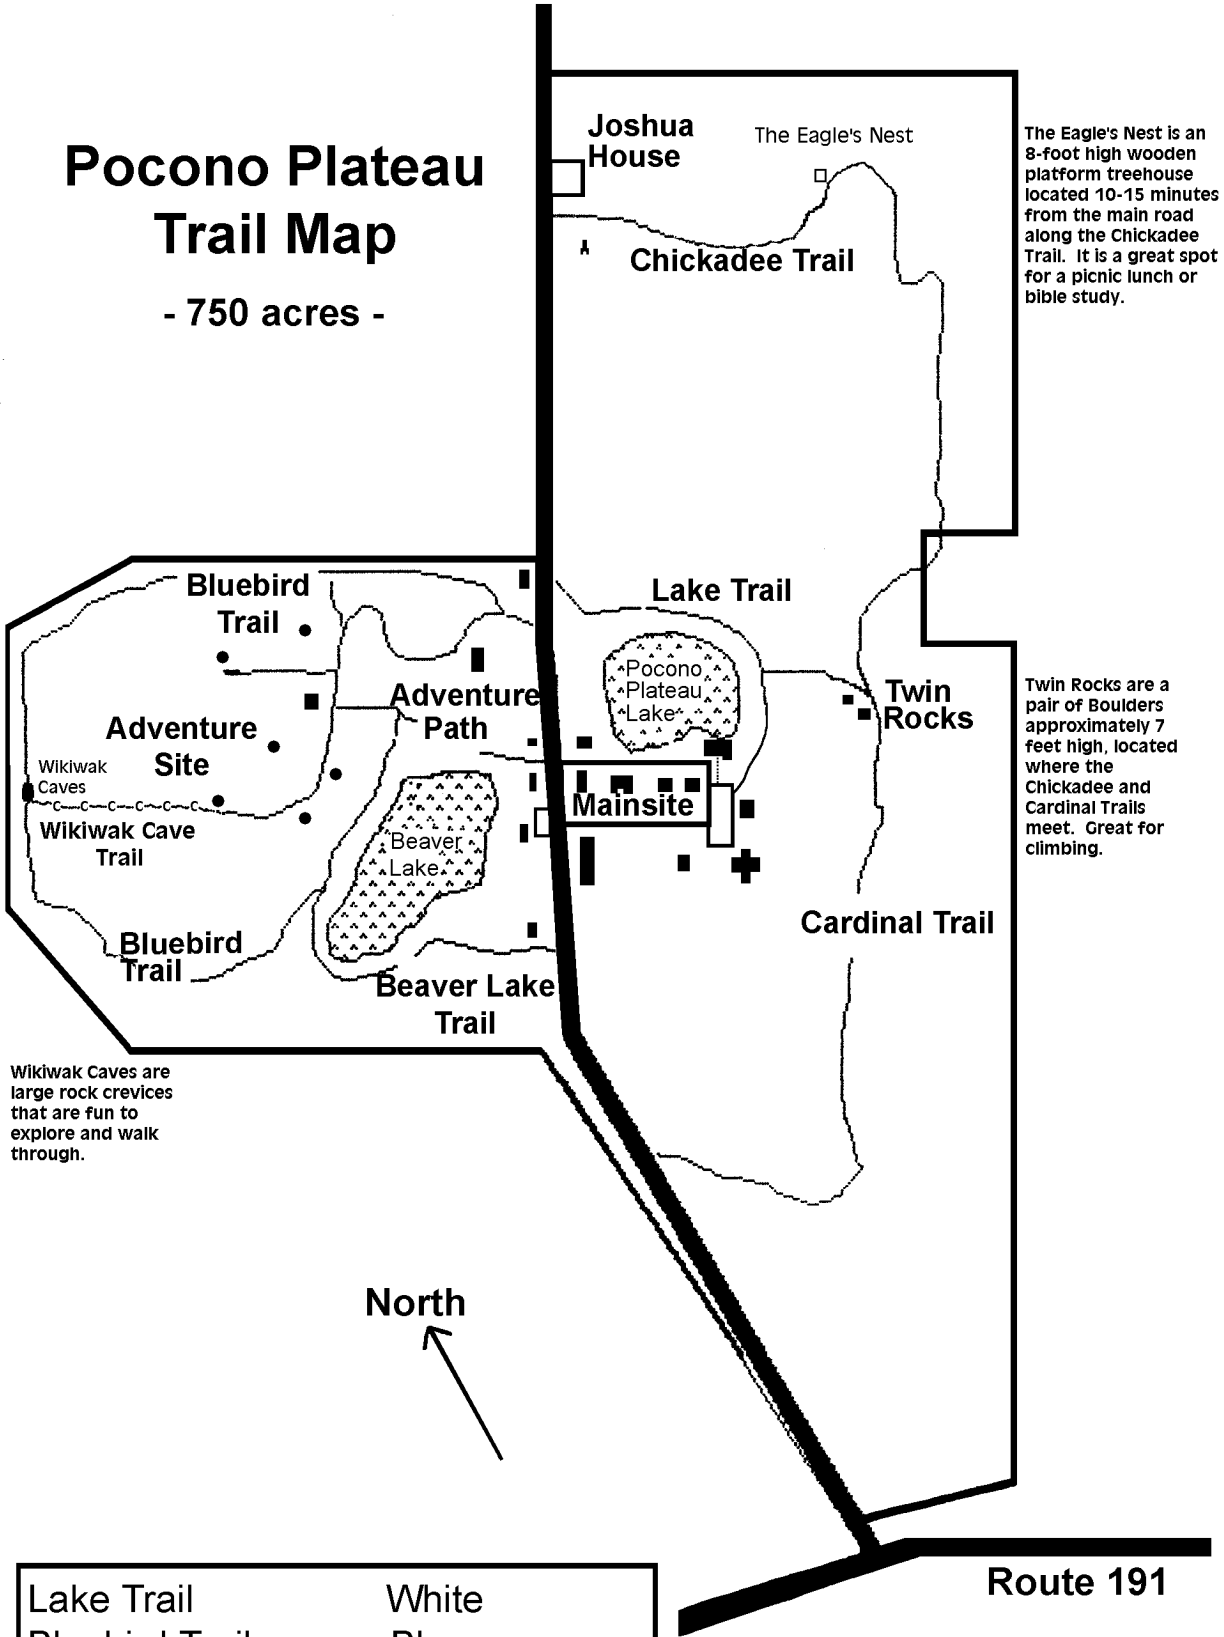 Pocono Plateau
Trail Map
- 750 acres -
Joshua
House
The Eagle's Nest
Chickadee Trail
The Eagle's Nest is an
8-foot high wooden
platform treehouse
located 10-15 minutes
from the main road
along the Chickadee
Trail. It is a great spot
for a picnic lunch or
bible study.
Bluebird
Trail
Lake Trail
Pocono
Plateau
Lake
Twin
Rocks
Twin Rocks are a
pair of Boulders
approximately 7
feet high, located
where the
Chickadee and
Cardinal Trails
meet. Great for
climbing.
Adventure
Path
Adventure
Site
Wikiwak
Caves
C C C C C C
Wikiwak Cave
Trail
Mainsite
Beaver
Lake
Cardinal Trail
Bluebird
Trail
Beaver Lake
Trail
Wikiwak Caves are
large rock crevices
that are fun to
explore and walk
through.
North
Route 191
Lake Trail White